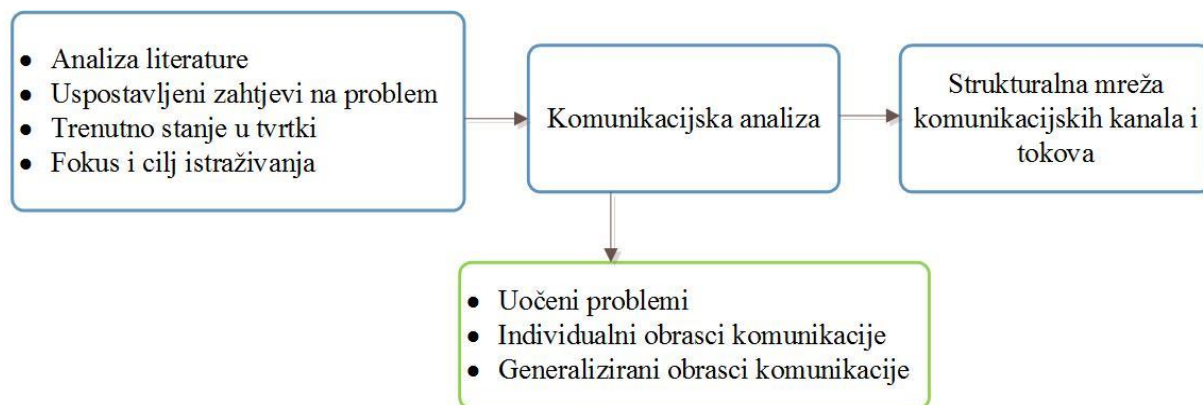 ● Analiza literature
● Uspostavljeni zahtjevi na problem
● Trenutno stanje u tvrtki
● Fokus i cilj istraživanja
Komunikacijska analiza
Strukturalna mreža
komunikacijskih kanala i
tokova
● Uočeni problemi
● Individualni obrasci komunikacije
● Generalizirani obrasci komunikacije